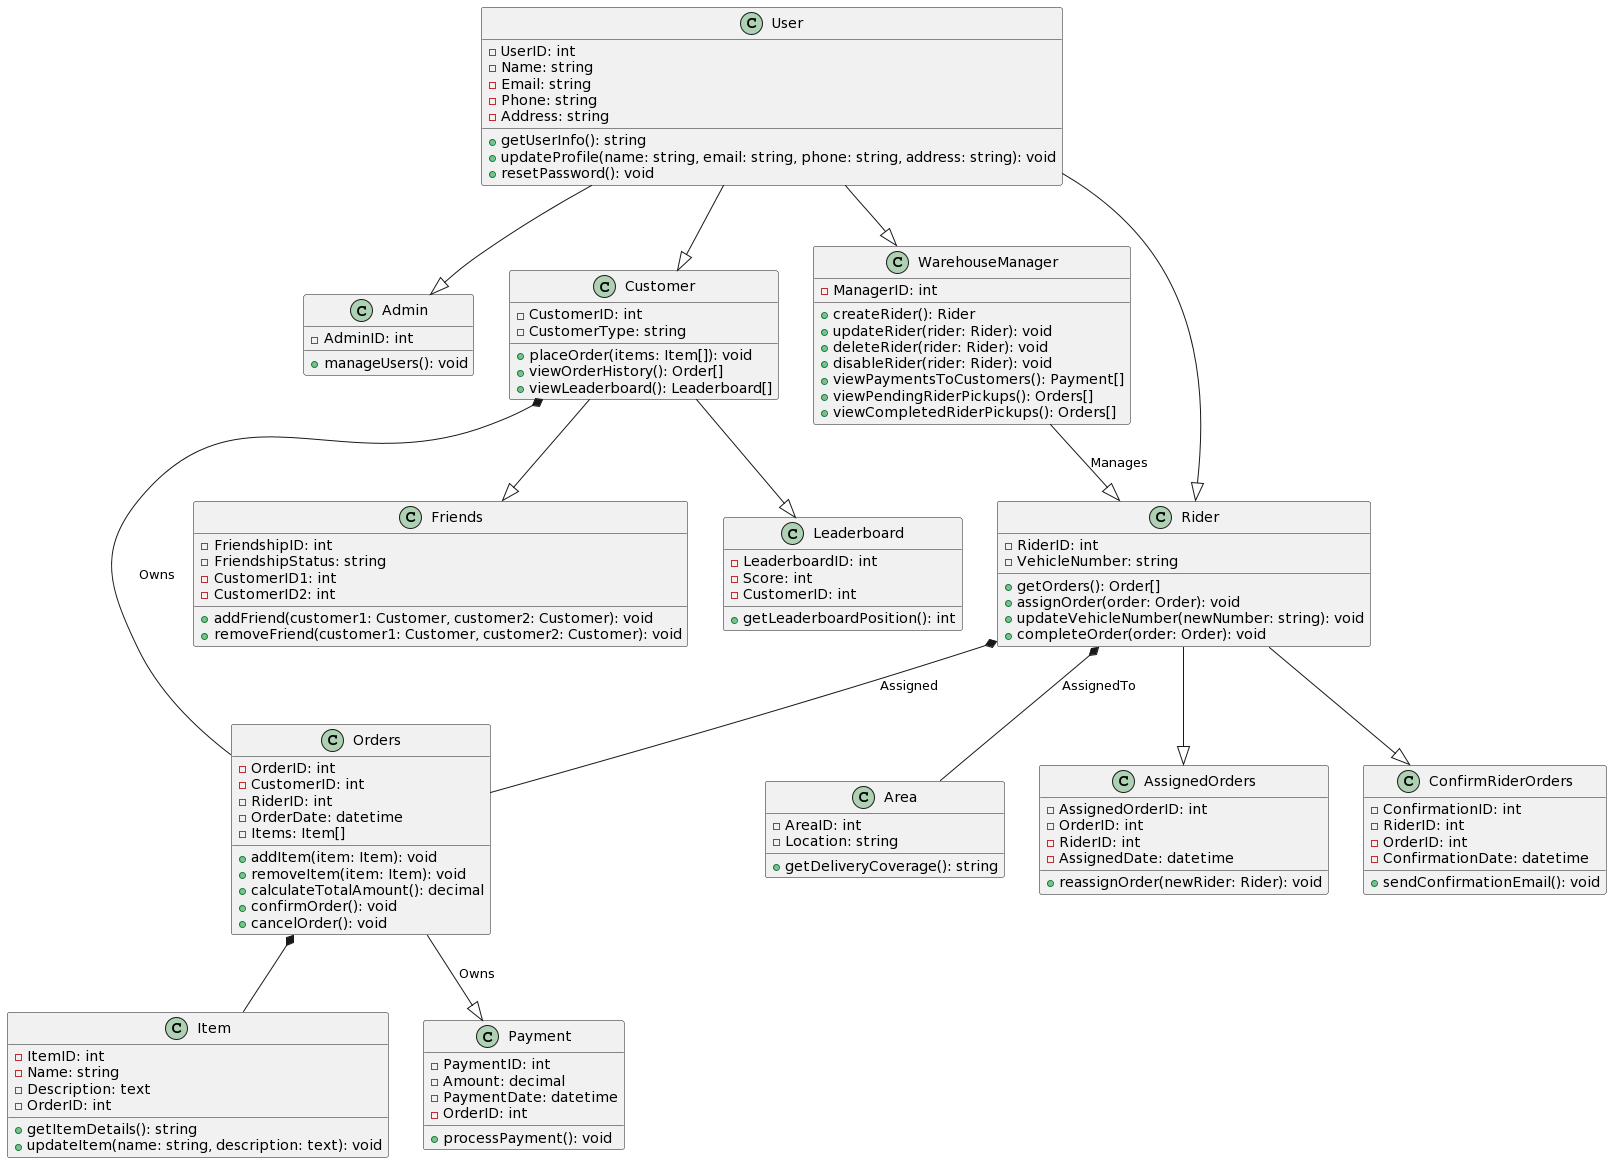 C User
UserID: int
Name: string
Email: string
Phone: string
Address: string
getUserInfo(): string
updateProfile(name: string, email: string, phone: string, address: string): void
resetPassword(): void
C Admin
AdminID: int
manageUsers(): void
C Customer
CustomerID: int
CustomerType: string
placeOrder(items: Item[]): void
viewOrderHistory(): Order[]
viewLeaderboard(): Leaderboard[]
C WarehouseManager
ManagerID: int
createRider(): Rider
updateRider(rider: Rider): void
deleteRider(rider: Rider): void
disableRider(rider: Rider): void
viewPaymentsToCustomers(): Payment[]
viewPendingRiderPickups(): Orders[]
viewCompletedRiderPickups(): Orders[]
Manages
Owns
C Friends
FriendshipID: int
FriendshipStatus: string
CustomerID1: int
CustomerID2: int
addFriend(customer1: Customer, customer2: Customer): void
removeFriend(customer1: Customer, customer2: Customer): void
C Leaderboard
LeaderboardID: int
Score: int
CustomerID: int
getLeaderboardPosition(): int
C Rider
RiderID: int
VehicleNumber: string
getOrders(): Order[]
assignOrder(order: Order): void
updateVehicleNumber(newNumber: string): void
completeOrder(order: Order): void
Assigned
AssignedTo
C Orders
OrderID: int
CustomerID: int
RiderID: int
OrderDate: datetime
Items: Item[]
addItem(item: Item): void
removeItem(item: Item): void
calculateTotalAmount(): decimal
confirmOrder(): void
cancelOrder(): void
C Area
AreaID: int
Location: string
getDeliveryCoverage(): string
C AssignedOrders
AssignedOrderID: int
OrderID: int
RiderID: int
AssignedDate: datetime
reassignOrder(newRider: Rider): void
C ConfirmRiderOrders
ConfirmationID: int
RiderID: int
OrderID: int
ConfirmationDate: datetime
sendConfirmationEmail(): void
Owns
C Item
ItemID: int
Name: string
Description: text
OrderID: int
getItemDetails(): string
updateItem(name: string, description: text): void
C Payment
PaymentID: int
Amount: decimal
PaymentDate: datetime
OrderID: int
processPayment(): void